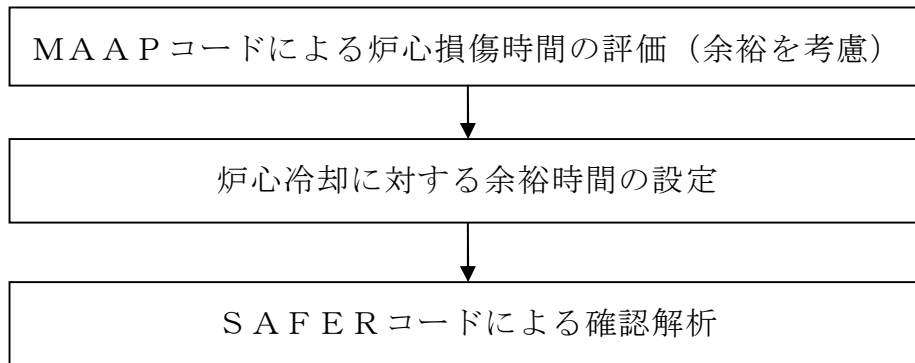 ＭＡＡＰコードによる炉心損傷時間の評価（余裕を考慮）
炉心冷却に対する余裕時間の設定
ＳＡＦＥＲコードによる確認解析